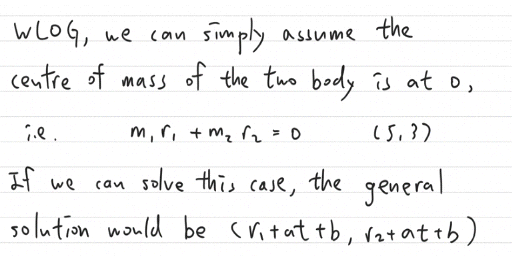 WLOG, we can simply assume the
centre of mass of the two body is at 0,
i.e. m₁r₁ + m₂r₂ = 0 (5.3)
If we can solve this case, the general
solution would be (r₁+at+b, r₂+at+b)